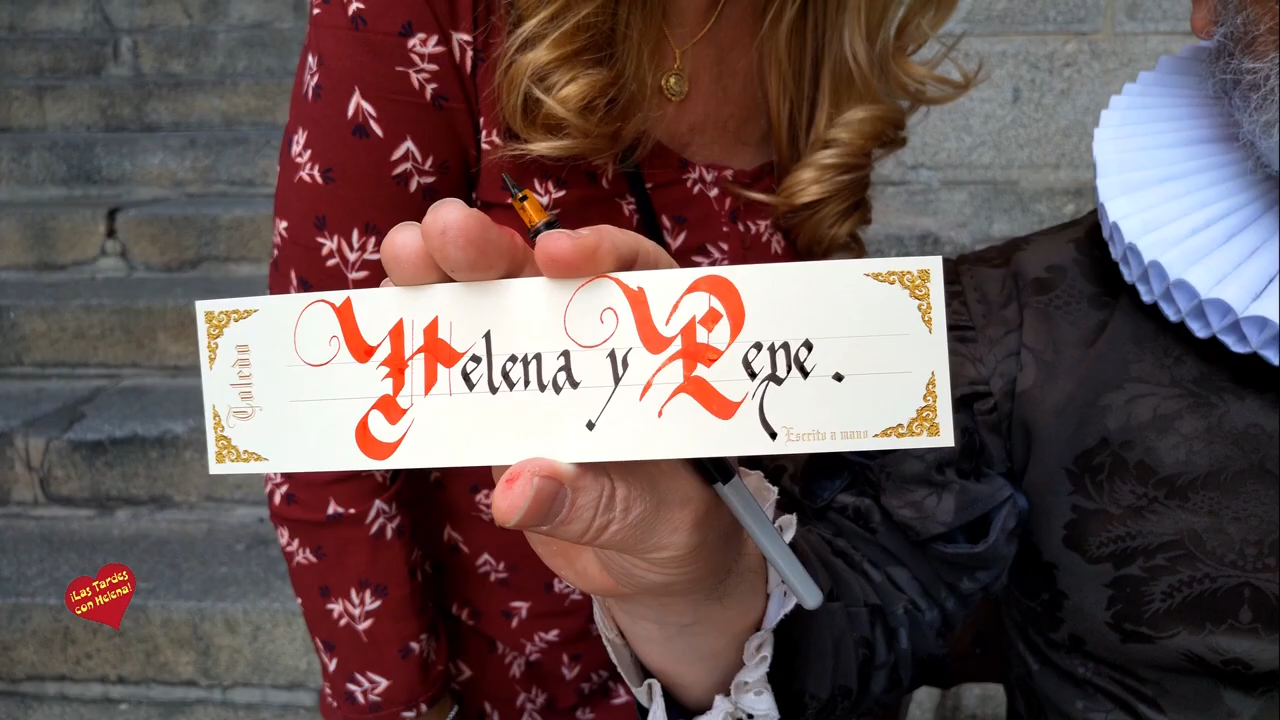 Toledo
Helena y Pepe.
Escrito a mano
¡Las Tardes
con Helena!